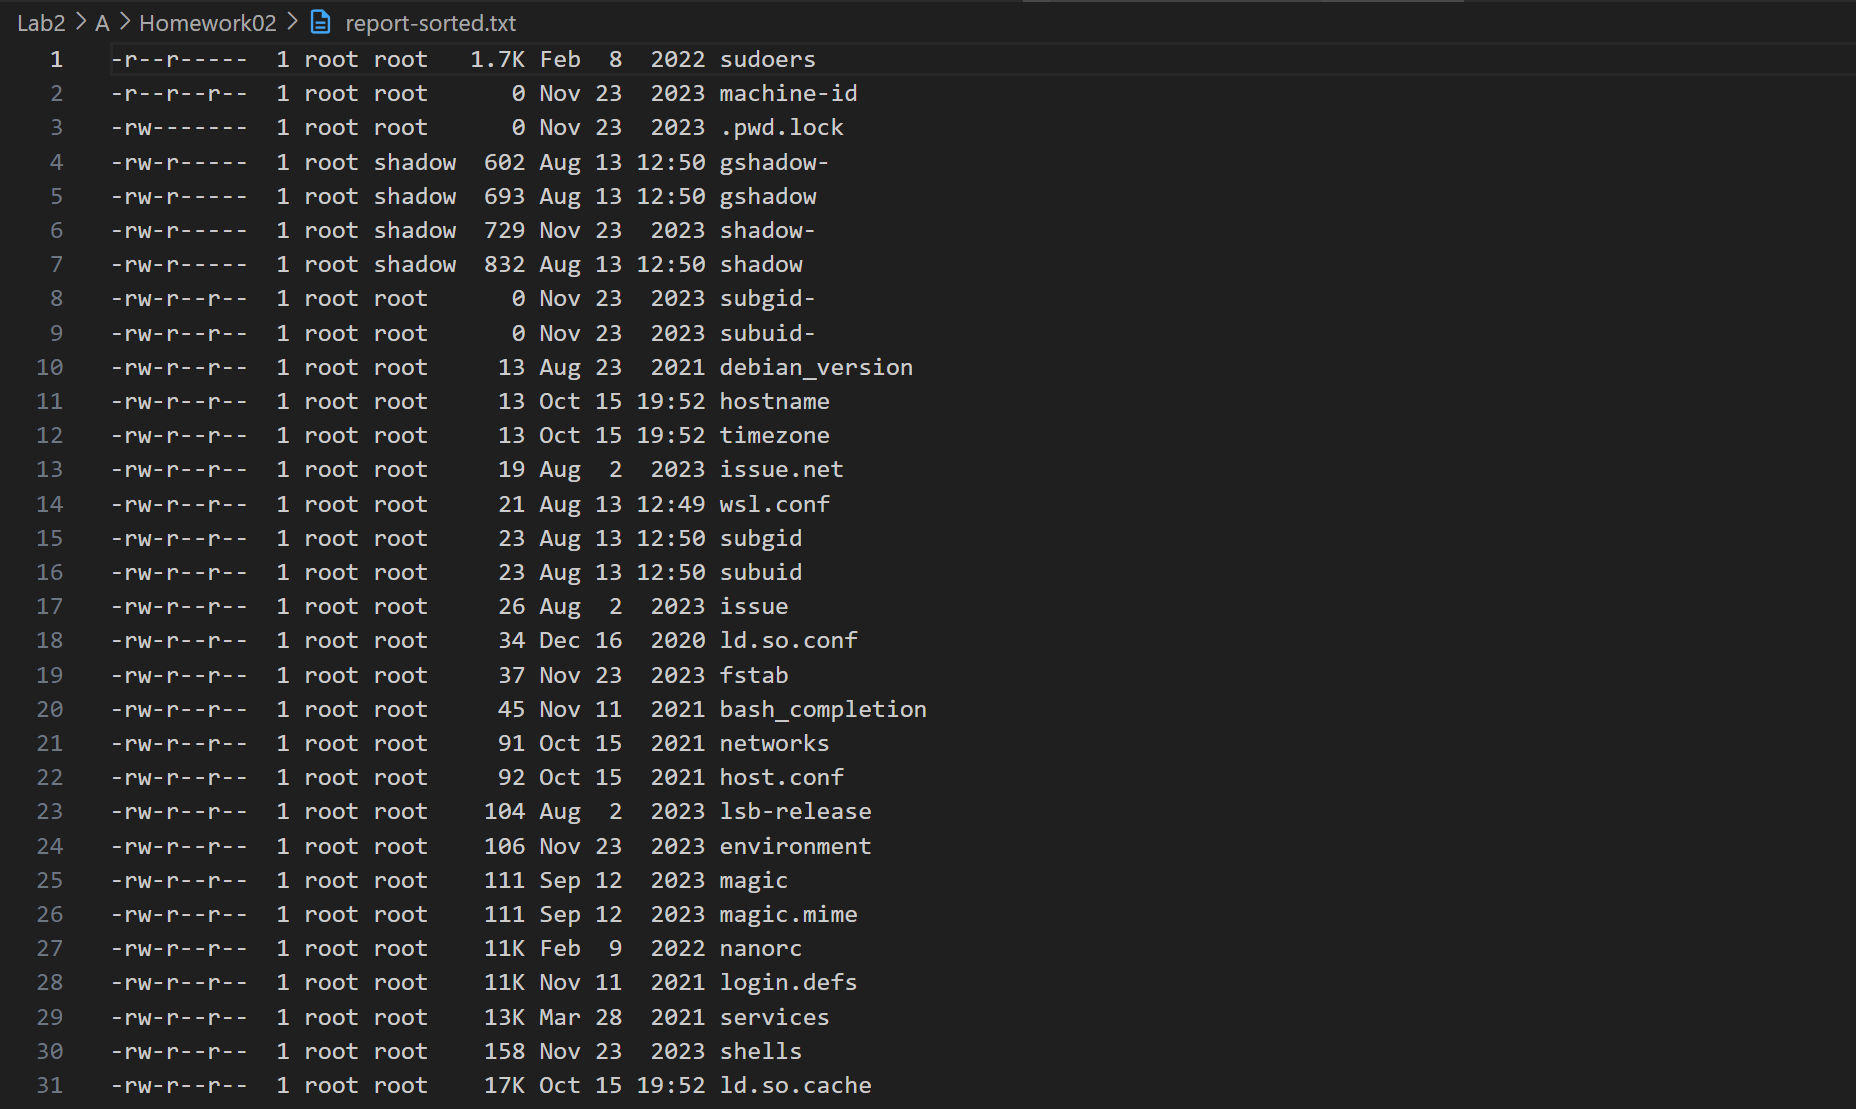 Lab2 > A > Homework02 > report-sorted.txt
1 -r--r----- 1 root root 1.7K Feb 8 2022 sudoers
2 -r--r--r-- 1 root root 0 Nov 23 2023 machine-id
3 -rw------- 1 root root 0 Nov 23 2023 .pwd.lock
4 -rw-r----- 1 root shadow 602 Aug 13 12:50 gshadow-
5 -rw-r----- 1 root shadow 693 Aug 13 12:50 gshadow
6 -rw-r----- 1 root shadow 729 Nov 23 2023 shadow-
7 -rw-r----- 1 root shadow 832 Aug 13 12:50 shadow
8 -rw-r--r-- 1 root root 0 Nov 23 2023 subgid-
9 -rw-r--r-- 1 root root 0 Nov 23 2023 subuid-
10 -rw-r--r-- 1 root root 13 Aug 23 2021 debian_version
11 -rw-r--r-- 1 root root 13 Oct 15 19:52 hostname
12 -rw-r--r-- 1 root root 13 Oct 15 19:52 timezone
13 -rw-r--r-- 1 root root 19 Aug 2 2023 issue.net
14 -rw-r--r-- 1 root root 21 Aug 13 12:49 wsl.conf
15 -rw-r--r-- 1 root root 23 Aug 13 12:50 subgid
16 -rw-r--r-- 1 root root 23 Aug 13 12:50 subuid
17 -rw-r--r-- 1 root root 26 Aug 2 2023 issue
18 -rw-r--r-- 1 root root 34 Dec 16 2020 ld.so.conf
19 -rw-r--r-- 1 root root 37 Nov 23 2023 fstab
20 -rw-r--r-- 1 root root 45 Nov 11 2021 bash_completion
21 -rw-r--r-- 1 root root 91 Oct 15 2021 networks
22 -rw-r--r-- 1 root root 92 Oct 15 2021 host.conf
23 -rw-r--r-- 1 root root 104 Aug 2 2023 lsb-release
24 -rw-r--r-- 1 root root 106 Nov 23 2023 environment
25 -rw-r--r-- 1 root root 111 Sep 12 2023 magic
26 -rw-r--r-- 1 root root 111 Sep 12 2023 magic.mime
27 -rw-r--r-- 1 root root 11K Feb 9 2022 nanorc
28 -rw-r--r-- 1 root root 11K Nov 11 2021 login.defs
29 -rw-r--r-- 1 root root 13K Mar 28 2021 services
30 -rw-r--r-- 1 root root 158 Nov 23 2023 shells
31 -rw-r--r-- 1 root root 17K Oct 15 19:52 ld.so.cache